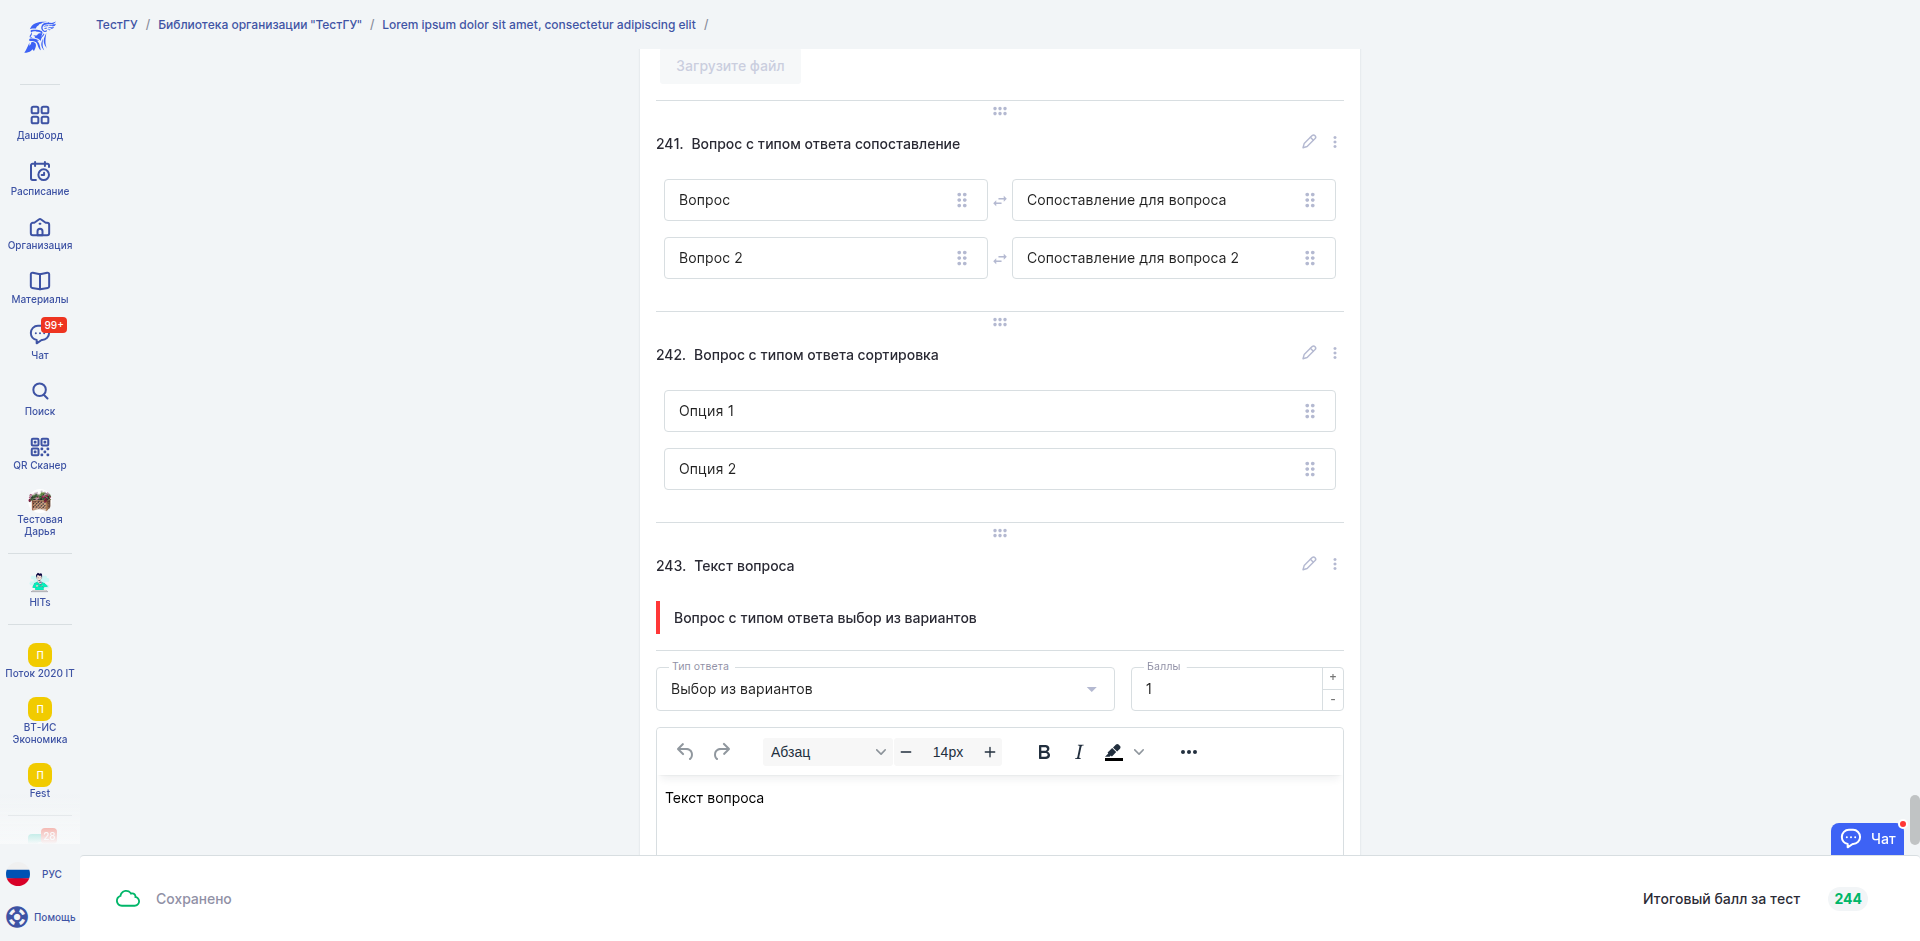 ТестГУ / Библиотека организации "ТестГУ" / Lorem ipsum dolor sit amet, consectetur adipiscing elit /
Дашборд
Расписание
Организация
Материалы
99+
Чат
Поиск
QR Сканер
Тестовая
Дарья
HITs
П
Поток 2020 IT
П
ВТ-ИС
Экономика
П
Fest
28
РУС
Помощь
Загрузите файл
241. Вопрос с типом ответа сопоставление
Вопрос
Сопоставление для вопроса
Вопрос 2
Сопоставление для вопроса 2
242. Вопрос с типом ответа сортировка
Опция 1
Опция 2
243. Текст вопроса
Вопрос с типом ответа выбор из вариантов
Тип ответа
Выбор из вариантов
Баллы
1
+
-
Абзац
14px
B I
Текст вопроса
Чат
Сохранено
Итоговый балл за тест 244